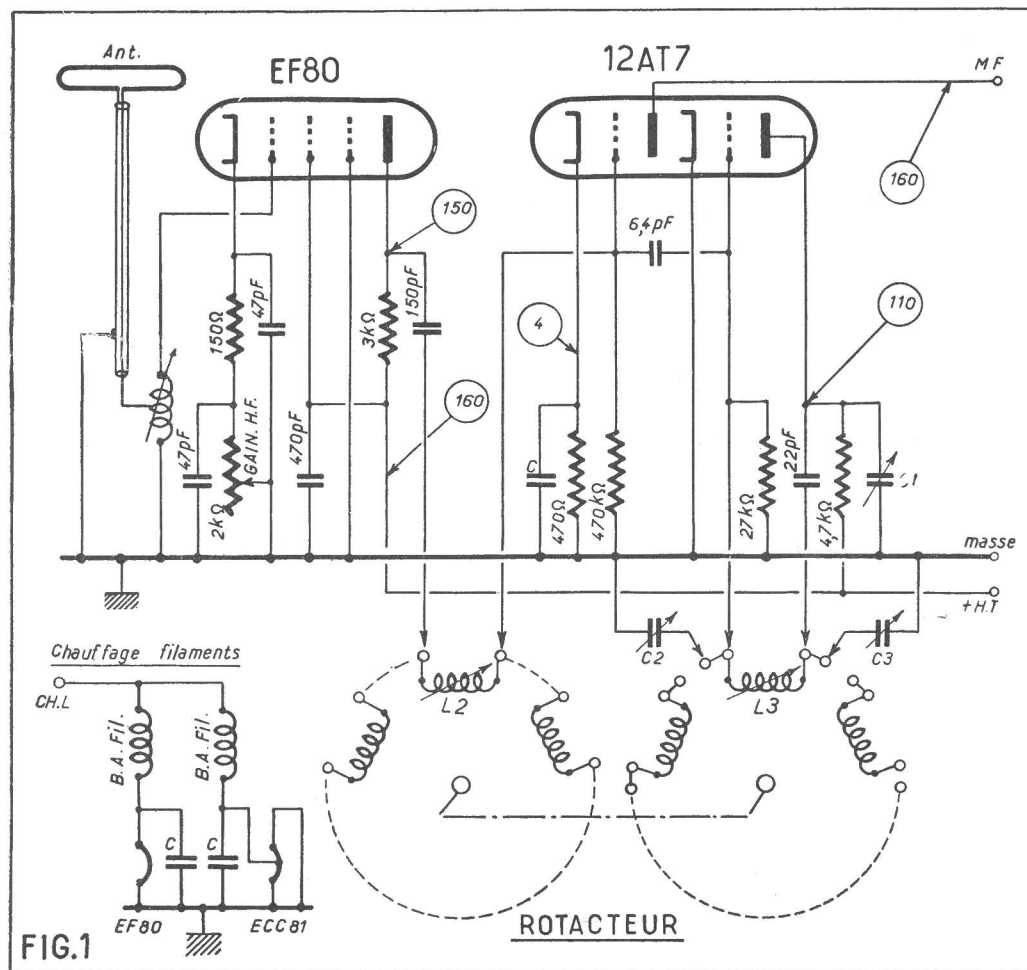 Ant.
EF80
12AT7
MF
160
150
6,4pF
110
150Ω
47pF
3kΩ
150pF
4
160
47pF
GAIN. H.F.
2kΩ
470pF
C
470Ω
470kΩ
27kΩ
22pF
4,7kΩ
masse
+H.T
C2
C3
Chauffage filaments
CH.L
L2
L3
B.A. Fil.
B.A. Fil.
C
C
EF80
ECC81
ROTACTEUR
FIG.1